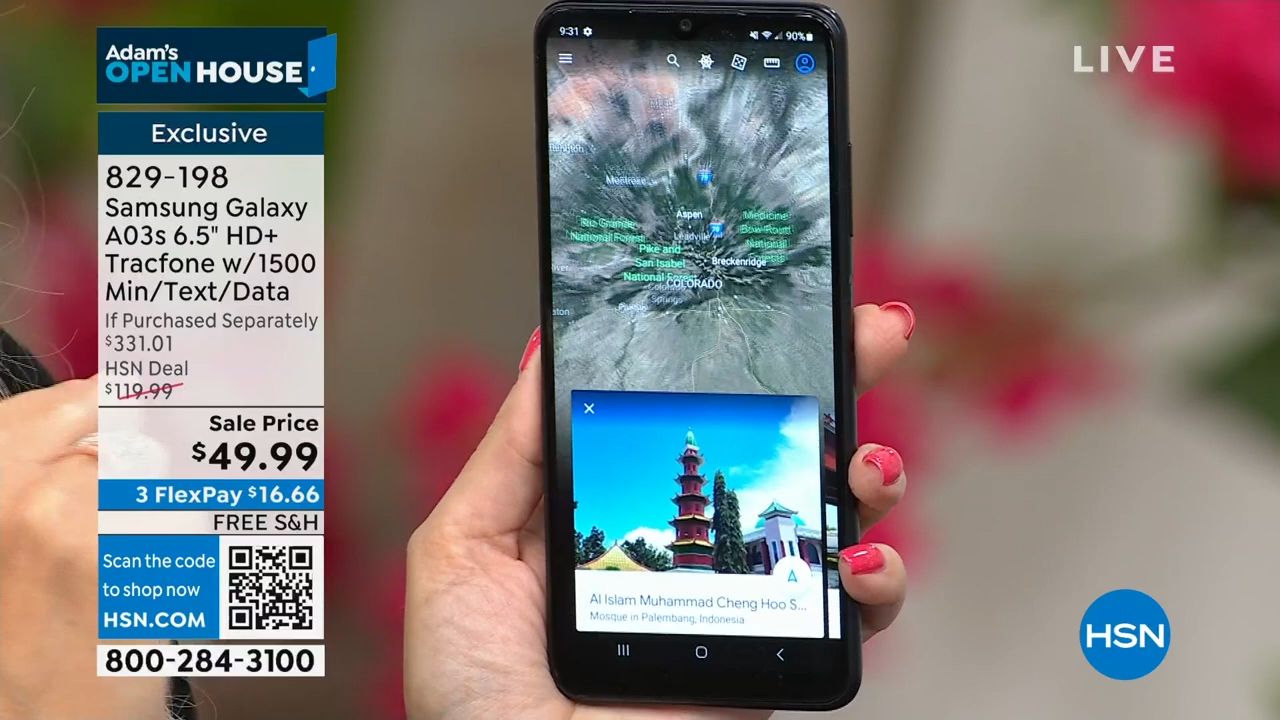 Adam's
OPEN HOUSE
Exclusive
829-198
Samsung Galaxy
A03s 6.5" HD+
Tracfone w/1500
Min/Text/Data
If Purchased Separately
$331.01
HSN Deal
$119.99
Sale Price
$49.99
3 FlexPay $16.66
FREE S&H
Scan the code
to shop now
HSN.COM
800-284-3100
9:31
90%
Montrose
70
Aspen
Rio Grande
National Forest
Medicine
Bow-Routt
National
Leadville
Pike and
San Isabel
National Forest
Breckenridge
COLORADO
Colorado
Springs
Al Islam Muhammad Cheng Hoo S...
Mosque in Palembang, Indonesia
LIVE
HSN